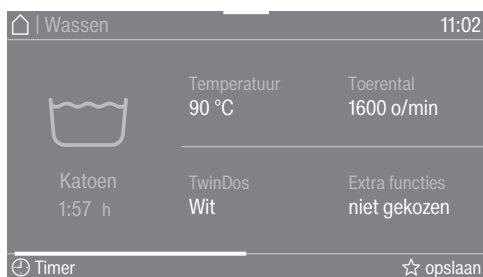 | Wassen 11:02
Temperatuur Toerental
90 °C 1600 o/min
Katoen
1:57 h
TwinDos Extra functies
Wit niet gekozen
Timer opslaan